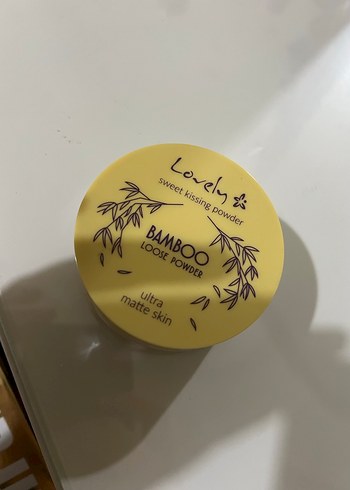 Lovely
sweet kissing powder
BAMBOO
LOOSE POWDER
ultra
matte skin